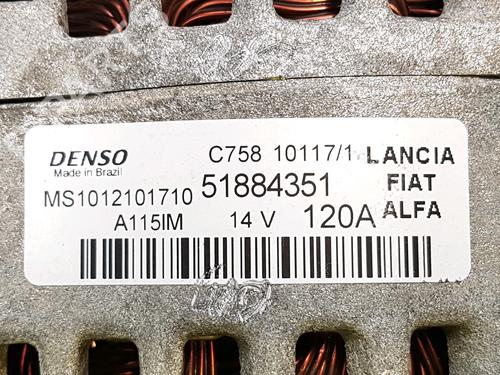 DENSO
Made in Brazil
C758 10117/1
LANCIA
MS1012101710
51884351
FIAT
A115IM
14 V
120A
ALFA